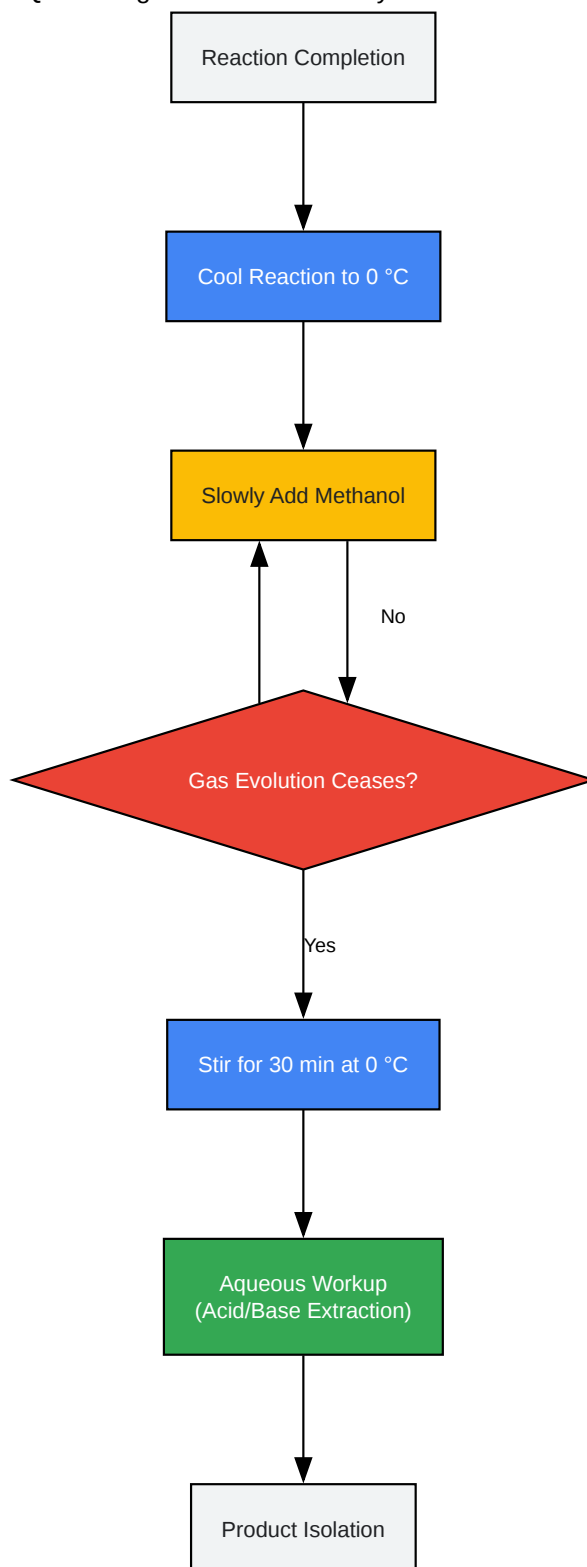 Reaction Completion
Cool Reaction to 0 °C
Slowly Add Methanol
No
Gas Evolution Ceases?
Yes
Stir for 30 min at 0 °C
Aqueous Workup
(Acid/Base Extraction)
Product Isolation